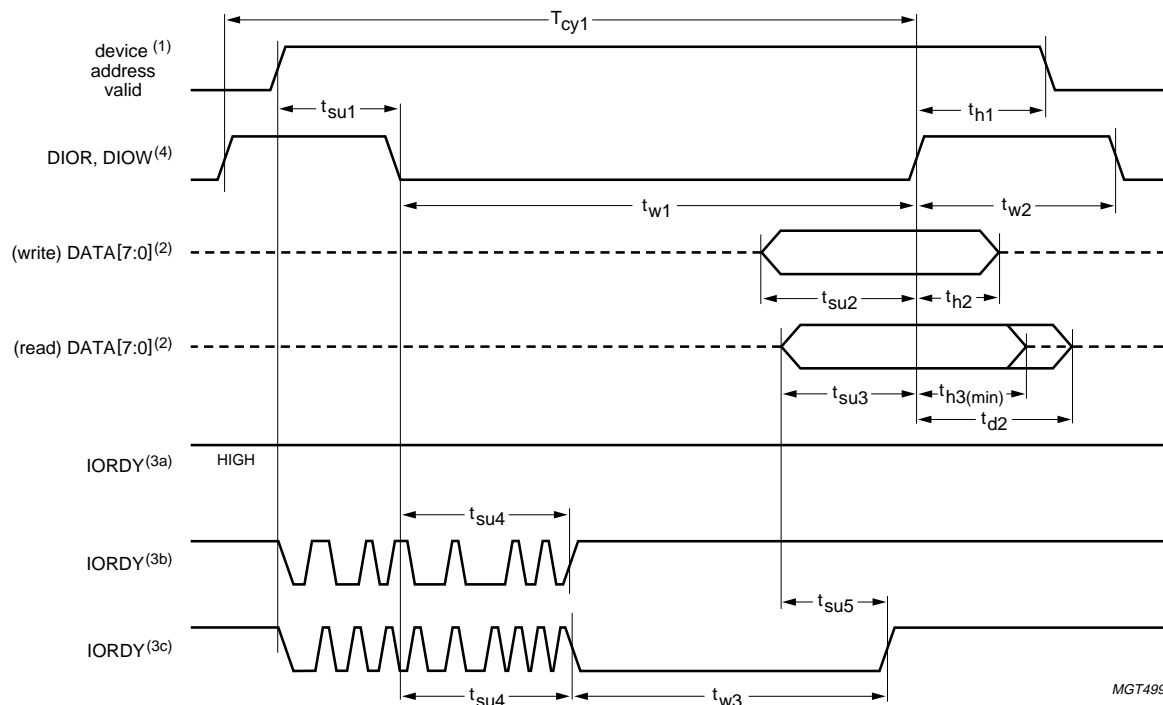 Tcy1
device (1)
address
valid
tsu1
th1
DIOR, DIOW(4)
tw1
tw2
(write) DATA[7:0](2)
tsu2
th2
(read) DATA[7:0](2)
tsu3
th3(min)
td2
IORDY(3a)
HIGH
tsu4
IORDY(3b)
tsu5
IORDY(3c)
tsu4
tw3
MGT499